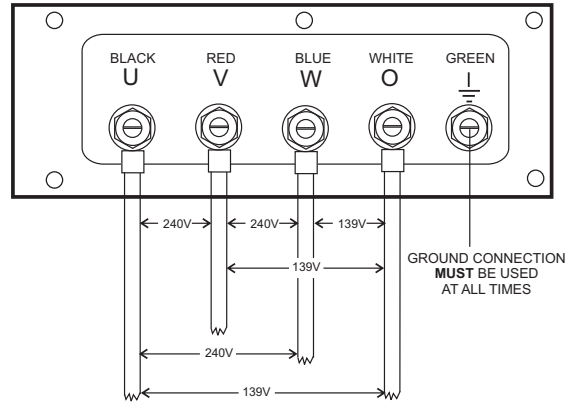 BLACK RED BLUE WHITE GREEN
U V W O
240V 240V 139V
139V
GROUND CONNECTION
MUST BE USED
AT ALL TIMES
240V
139V